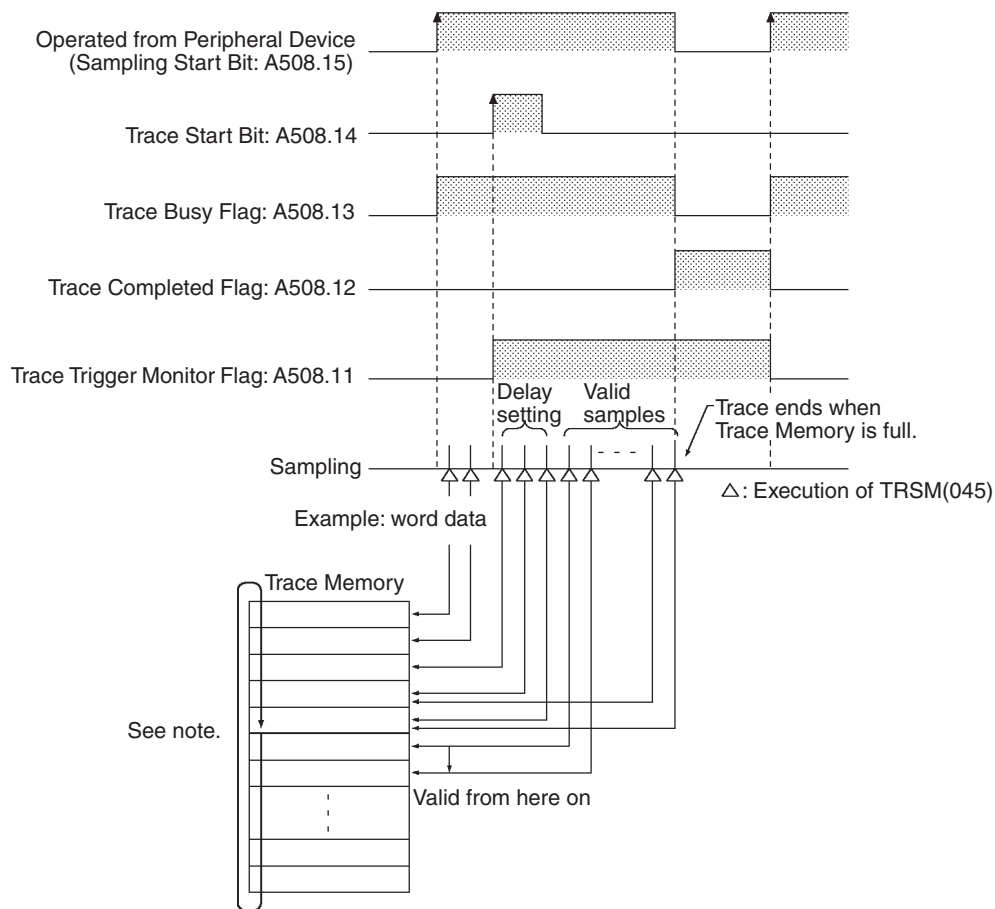 Operated from Peripheral Device
(Sampling Start Bit: A508.15)
Trace Start Bit: A508.14
Trace Busy Flag: A508.13
Trace Completed Flag: A508.12
Trace Trigger Monitor Flag: A508.11
Delay
setting
Valid
samples
Trace ends when
Trace Memory is full.
Sampling
△: Execution of TRSM(045)
Example: word data
Trace Memory
See note.
Valid from here on